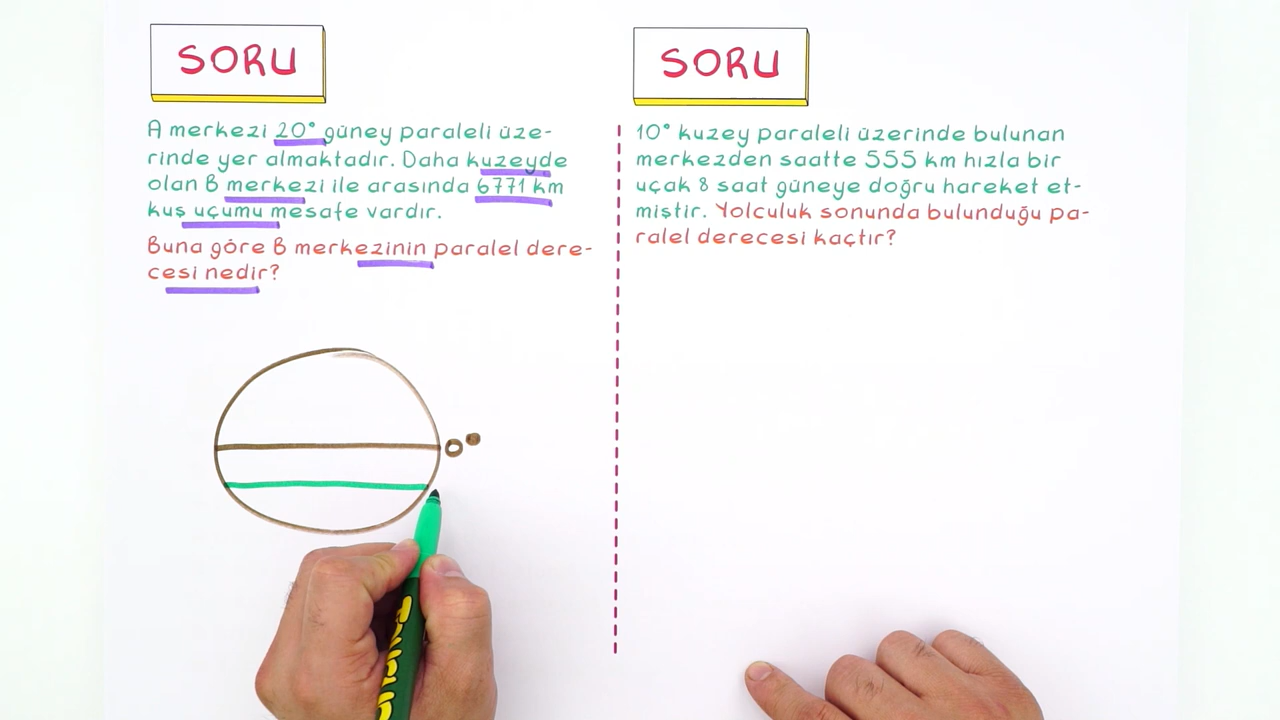 SORU
A merkezi 20° güney paraleli üze-
rinde yer almaktadır. Daha kuzeyde
olan B merkezi ile arasında 6771 km
kuş uçumu mesafe vardır.
Buna göre B merkezinin paralel dere-
cesi nedir?
0°
SORU
10° kuzey paraleli üzerinde bulunan
merkezden saatte 555 km hızla bir
uçak 8 saat güneye doğru hareket et-
miştir. Yolculuk sonunda bulunduğu pa-
ralel derecesi kaçtır?